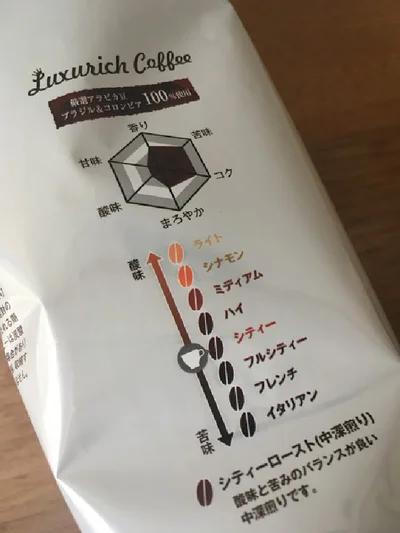 Luxurich Coffee
厳選アラビカ豆
ブラジル&コロンビア100%使用
香り
苦味
甘味
コク
酸味
まろやか
酸味
ライト
シナモン
ミディアム
ハイ
シティー
フルシティー
フレンチ
イタリアン
苦味
シティーロースト(中深煎り)
酸味と苦みのバランスが良い
中深煎りです。